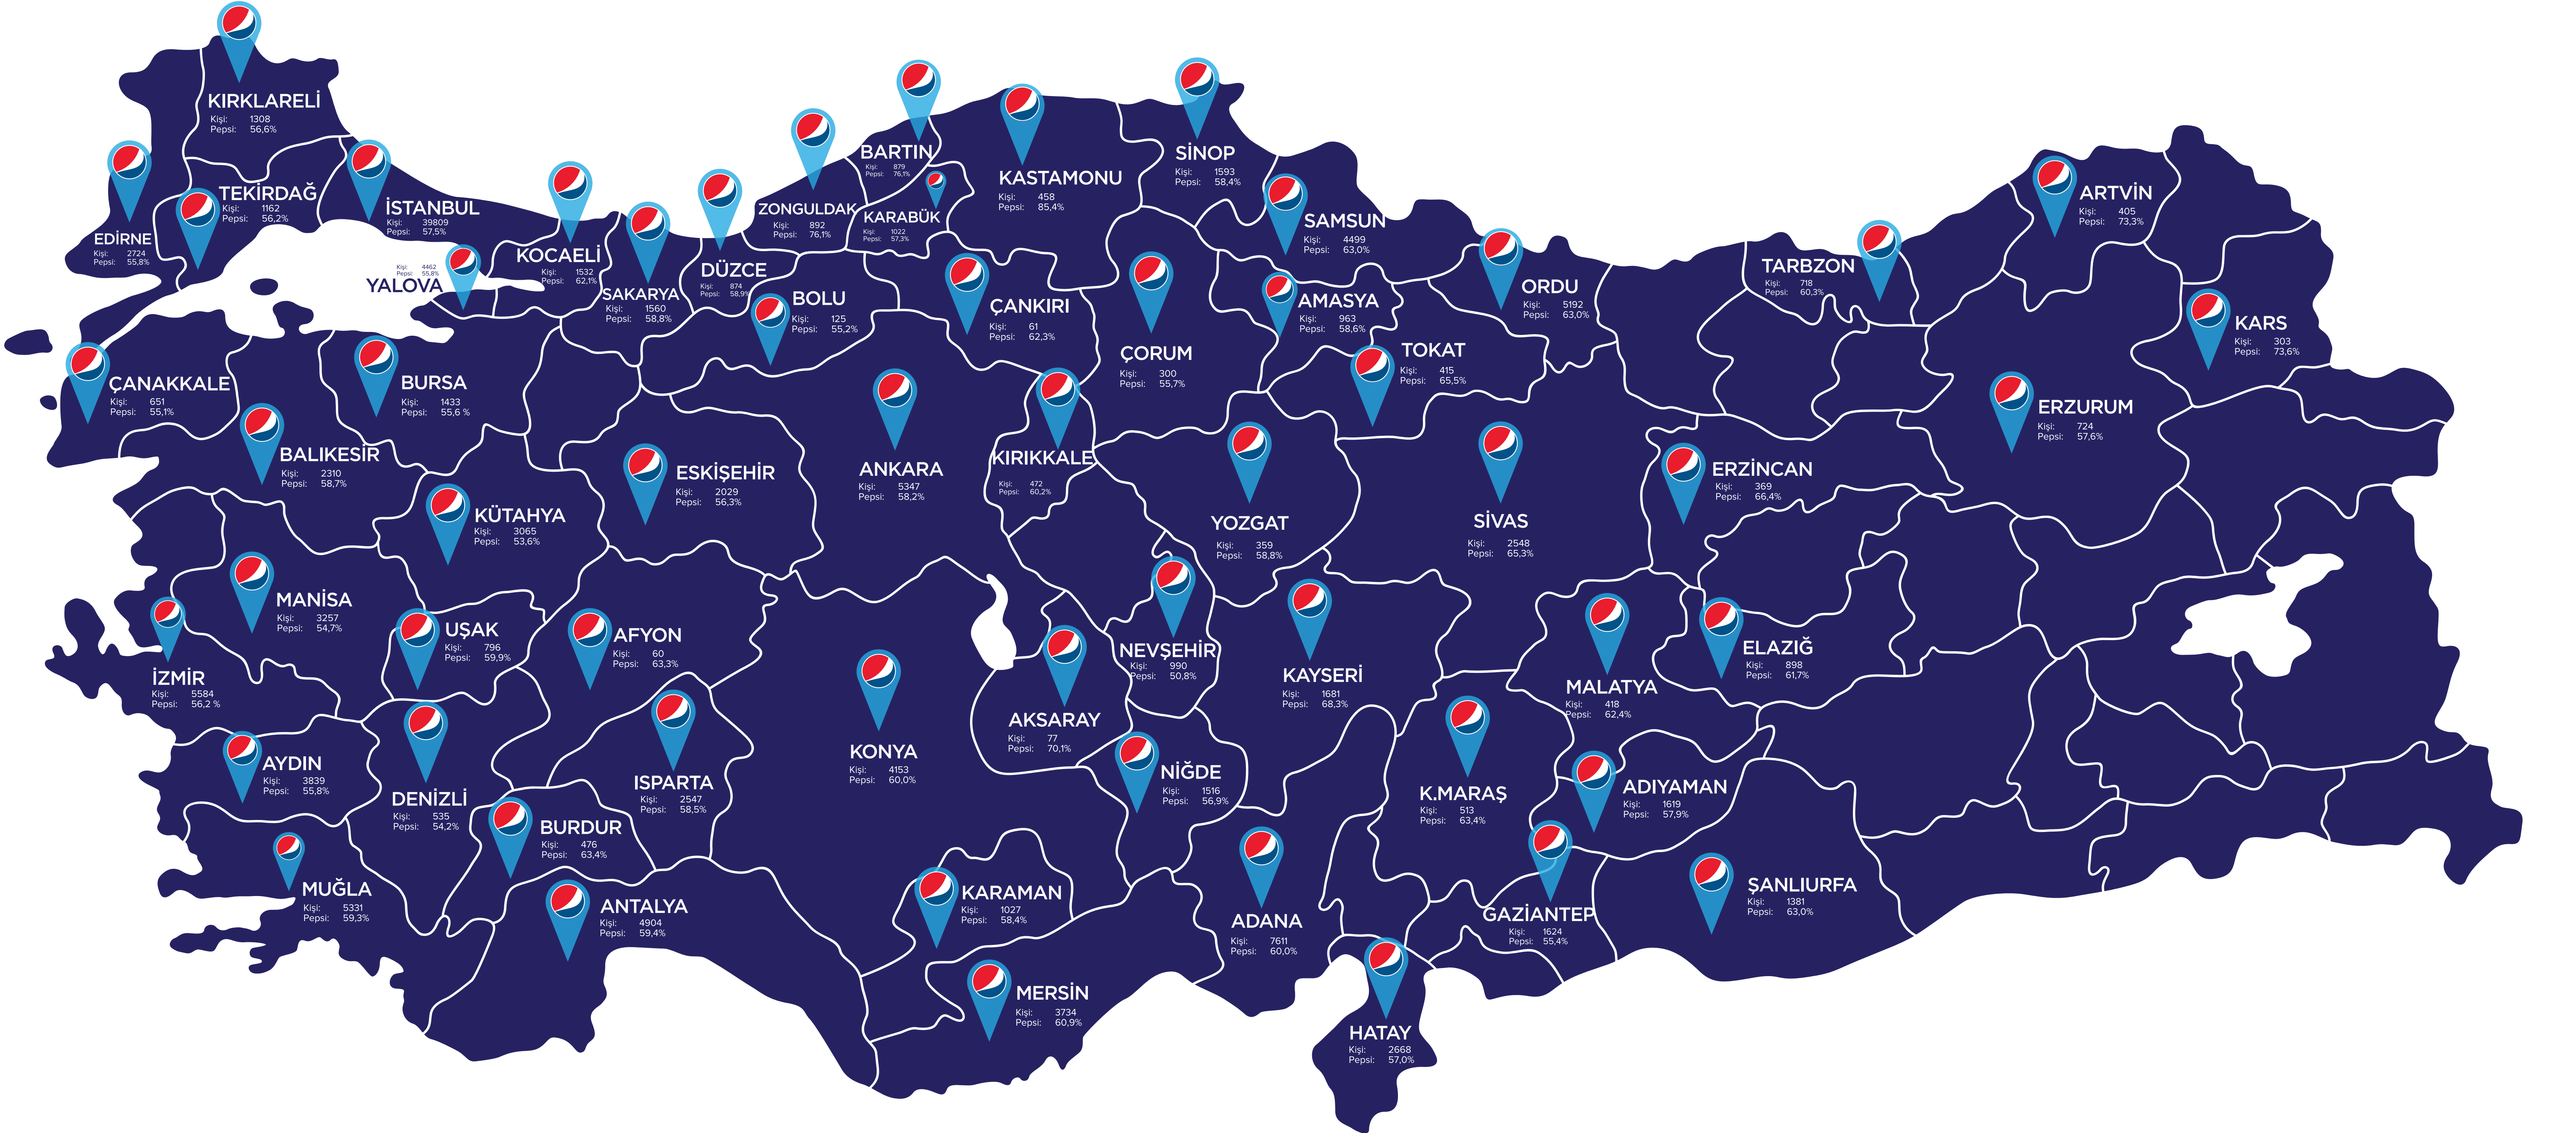 KIRKLARELİ
Kişi: 1308
Pepsi: 56,6%
EDİRNE
Kişi: 2724
Pepsi: 55,8%
TEKİRDAĞ
Kişi: 1162
Pepsi: 56,2%
İSTANBUL
Kişi: 39809
Pepsi: 57,5%
Kişi: 4462
Pepsi: 55,8%
YALOVA
KOCAELİ
Kişi: 1532
Pepsi: 62,1%
SAKARYA
Kişi: 1560
Pepsi: 58,8%
DÜZCE
Kişi: 874
Pepsi: 58,9%
ZONGULDAK
Kişi: 892
Pepsi: 76,1%
BARTIN
Kişi: 879
Pepsi: 76,1%
KARABÜK
Kişi: 1022
Pepsi: 57,3%
KASTAMONU
Kişi: 458
Pepsi: 85,4%
SİNOP
Kişi: 1593
Pepsi: 58,4%
SAMSUN
Kişi: 4499
Pepsi: 63,0%
BOLU
Kişi: 125
Pepsi: 55,2%
ÇANKIRI
Kişi: 61
Pepsi: 62,3%
ÇORUM
Kişi: 300
Pepsi: 55,7%
AMASYA
Kişi: 963
Pepsi: 58,6%
TOKAT
Kişi: 415
Pepsi: 65,5%
ORDU
Kişi: 5192
Pepsi: 63,0%
TARBZON
Kişi: 718
Pepsi: 60,3%
ARTVİN
Kişi: 405
Pepsi: 73,3%
KARS
Kişi: 303
Pepsi: 73,6%
ERZURUM
Kişi: 724
Pepsi: 57,6%
ÇANAKKALE
Kişi: 651
Pepsi: 55,1%
BURSA
Kişi: 1433
Pepsi: 55,6 %
BALIKESİR
Kişi: 2310
Pepsi: 58,7%
KÜTAHYA
Kişi: 3065
Pepsi: 53,6%
ESKİŞEHİR
Kişi: 2029
Pepsi: 56,3%
ANKARA
Kişi: 5347
Pepsi: 58,2%
KIRIKKALE
Kişi: 472
Pepsi: 60,2%
YOZGAT
Kişi: 359
Pepsi: 58,8%
SİVAS
Kişi: 2548
Pepsi: 65,3%
ERZİNCAN
Kişi: 369
Pepsi: 66,4%
MANİSA
Kişi: 3257
Pepsi: 54,7%
UŞAK
Kişi: 796
Pepsi: 59,9%
AFYON
Kişi: 60
Pepsi: 63,3%
NEVŞEHİR
Kişi: 990
Pepsi: 50,8%
KAYSERİ
Kişi: 1681
Pepsi: 68,3%
MALATYA
Kişi: 418
Pepsi: 62,4%
ELAZIĞ
Kişi: 898
Pepsi: 61,7%
İZMİR
Kişi: 5584
Pepsi: 56,2 %
AYDIN
Kişi: 3839
Pepsi: 55,8%
DENİZLİ
Kişi: 535
Pepsi: 54,2%
ISPARTA
Kişi: 2547
Pepsi: 58,5%
KONYA
Kişi: 4153
Pepsi: 60,0%
AKSARAY
Kişi: 77
Pepsi: 70,1%
NİĞDE
Kişi: 1516
Pepsi: 56,9%
K.MARAŞ
Kişi: 513
Pepsi: 63,4%
ADIYAMAN
Kişi: 1619
Pepsi: 57,9%
MUĞLA
Kişi: 5331
Pepsi: 59,3%
BURDUR
Kişi: 476
Pepsi: 63,4%
ANTALYA
Kişi: 4904
Pepsi: 59,4%
KARAMAN
Kişi: 1027
Pepsi: 58,4%
MERSİN
Kişi: 3734
Pepsi: 60,9%
ADANA
Kişi: 7611
Pepsi: 60,0%
GAZİANTEP
Kişi: 1624
Pepsi: 55,4%
ŞANLIURFA
Kişi: 1381
Pepsi: 63,0%
HATAY
Kişi: 2668
Pepsi: 57,0%